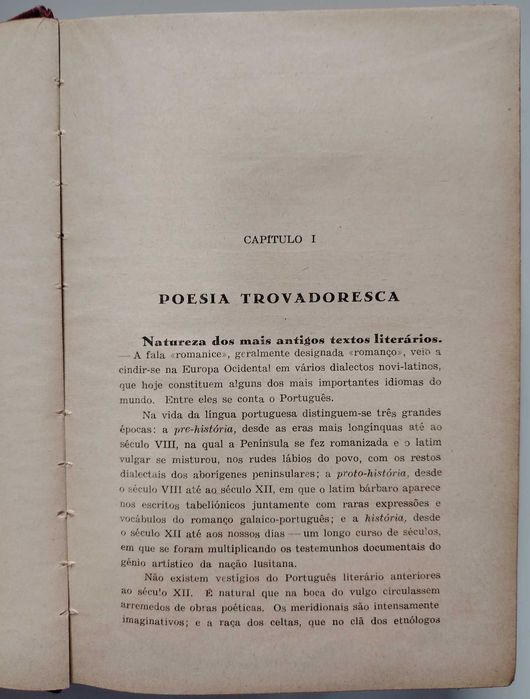 CAPÍTULO I
POESIA TROVADORESCA
Natureza dos mais antigos textos literários.
— A fala «romanice», geralmente designada «romanço», veio a
cindir-se na Europa Ocidental em vários dialectos novi-latinos,
que hoje constituem alguns dos mais importantes idiomas do
mundo. Entre eles se conta o Português.
Na vida da língua portuguesa distinguem-se três grandes
épocas: a pre-história, desde as eras mais longínquas até ao
século VIII, na qual a Península se fez romanizada e o latim
vulgar se misturou, nos rudes lábios do povo, com os restos
dialectais dos aborígenes peninsulares; a proto-história, desde
o século VIII até ao século XII, em que o latim bárbaro aparece
nos escritos tabeliónicos juntamente com raras expressões e
vocábulos do romanço galaico-português; e a história, desde
o século XII até aos nossos dias — um longo curso de séculos,
em que se foram multiplicando os testemunhos documentais do
génio artístico da nação lusitana.
Não existem vestígios do Português literário anteriores
ao século XII. É natural que na boca do vulgo circulassem
arremedos de obras poéticas. Os meridionais são intensamente
imaginativos; e a raça dos celtas, que no clã dos etnólogos